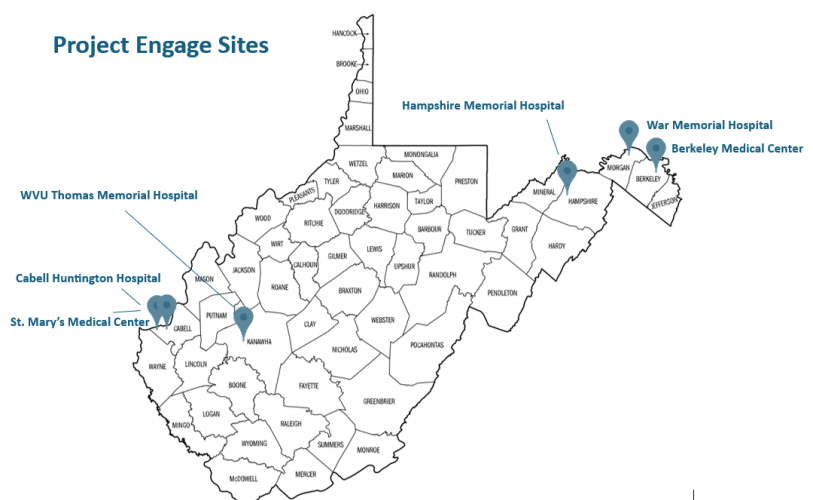 Project Engage Sites
HANCOCK
BROOKE
OHIO
MARSHALL
Hampshire Memorial Hospital
War Memorial Hospital
Berkeley Medical Center
WVU Thomas Memorial Hospital
Cabell Huntington Hospital
St. Mary's Medical Center
WETZEL
MONONGALIA
MARION
PRESTON
TYLER
PLEASANTS
DODDRIDGE
HARRISON
TAYLOR
MINERAL
HAMPSHIRE
MORGAN
BERKELEY
JEFFERSON
WOOD
RITCHIE
BARBOUR
TUCKER
GRANT
HARDY
WIRT
CALHOUN
GILMER
LEWIS
UPSHUR
RANDOLPH
PENDLETON
MASON
JACKSON
ROANE
BRAXTON
WEBSTER
POCAHONTAS
CABELL
PUTNAM
KANAWHA
CLAY
NICHOLAS
WAYNE
LINCOLN
BOONE
FAYETTE
GREENBRIER
MINGO
LOGAN
RALEIGH
WYOMING
SUMMERS
MONROE
McDOWELL
MERCER